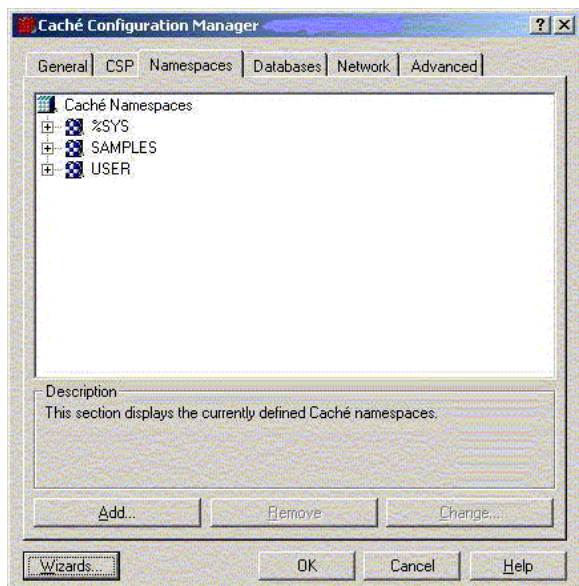 Caché Configuration Manager
General CSP Namespaces Databases Network Advanced
Caché Namespaces
%SYS
SAMPLES
USER
Description
This section displays the currently defined Caché namespaces.
Add... Remove Change...
Wizards... OK Cancel Help